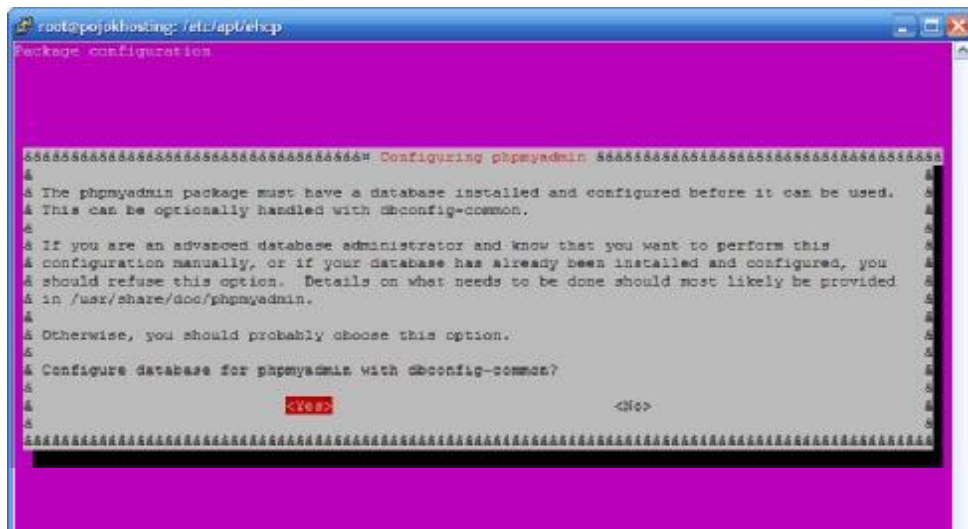 root@pojokhosting: /etc/apt/ehcp
Package configuration
Configuring phpmyadmin
The phpmyadmin package must have a database installed and configured before it can be used.
This can be optionally handled with dbconfig-common.
If you are an advanced database administrator and know that you want to perform this
configuration manually, or if your database has already been installed and configured, you
should refuse this option.  Details on what needs to be done should most likely be provided
in /usr/share/doc/phpmyadmin.
Otherwise, you should probably choose this option.
Configure database for phpmyadmin with dbconfig-common?
<Yes> <No>